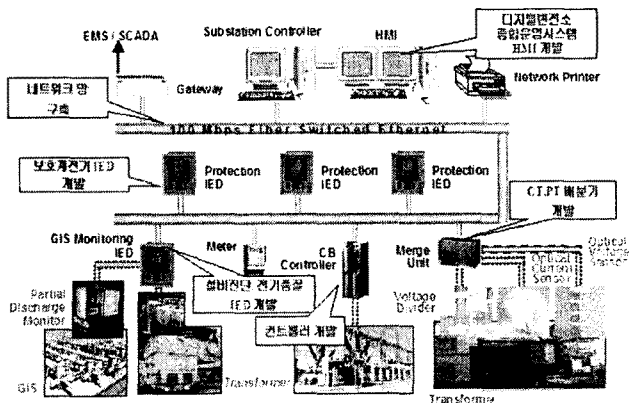 Substation Controller
HMI
디지털변전소
종합운영시스템
HMI 개발
EMS / SCADA
Gateway
Network Printer
네트워크 망
구축
100 Mbps Fiber Switched Ethernet
보호계전기 IED
개발
Protection
IED
Protection
IED
Protection
IED
C.T,PT 배분기
개발
GIS Monitoring
IED
Meter
CB
Controller
Merge
Unit
Optical
Voltage
Sensor
Optical
Current
Sensor
설비진단 전기품질
IED 개발
Partial
Discharge
Monitor
Voltage
Divider
컨트롤러 개발
GIS
Transformer
Transforme